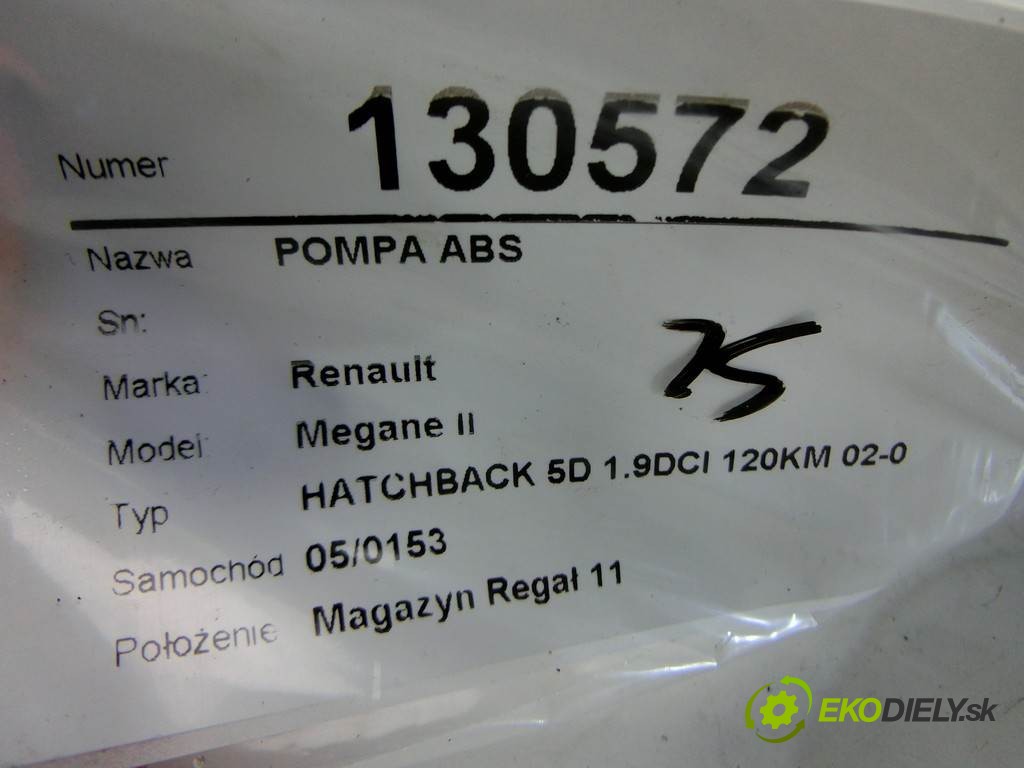 Numer 130572
Nazwa POMPA ABS
Sn:
Marka: Renault
Model: Megane II
Typ HATCHBACK 5D 1.9DCI 120KM 02-0
Samochód 05/0153
Położenie Magazyn Regał 11
EKODIELY.sk